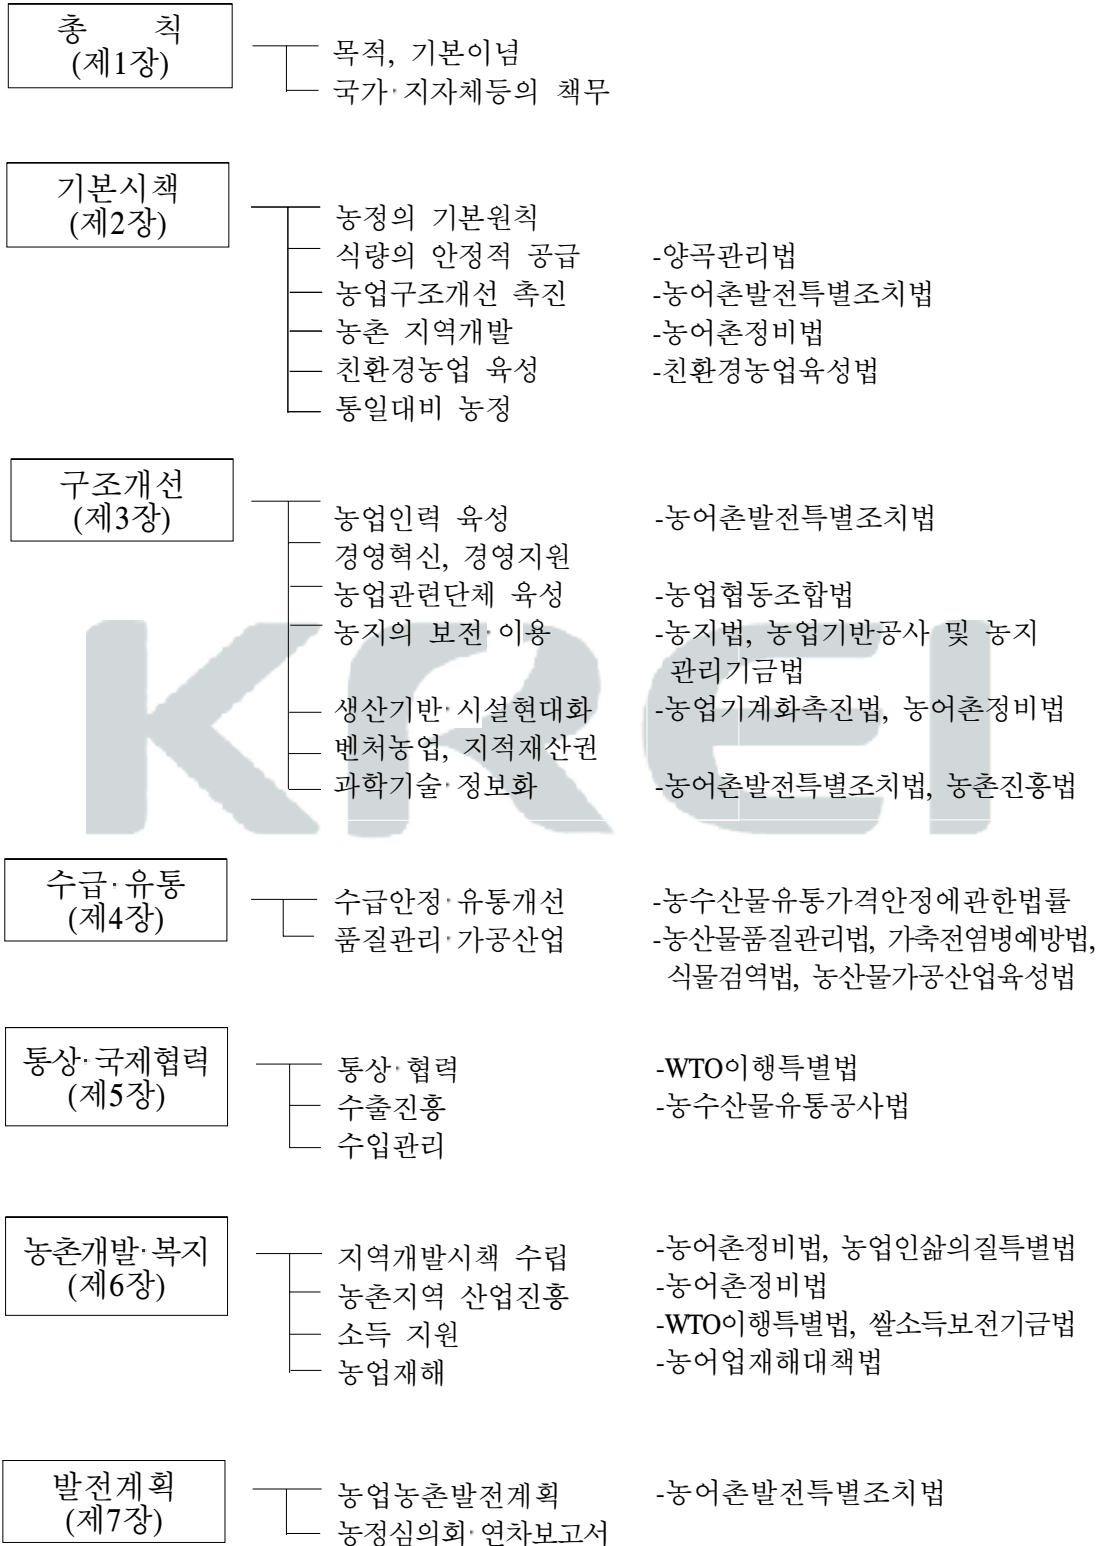 총 칙
(제1장)
목적, 기본이념
국가·지자체등의 책무
기본시책
(제2장)
농정의 기본원칙
식량의 안정적 공급 -양곡관리법
농업구조개선 촉진 -농어촌발전특별조치법
농촌 지역개발 -농어촌정비법
친환경농업 육성 -친환경농업육성법
통일대비 농정
구조개선
(제3장)
농업인력 육성 -농어촌발전특별조치법
경영혁신, 경영지원
농업관련단체 육성 -농업협동조합법
농지의 보전·이용 -농지법, 농업기반공사 및 농지
관리기금법
생산기반·시설현대화 -농업기계화촉진법, 농어촌정비법
벤처농업, 지적재산권
과학기술·정보화 -농어촌발전특별조치법, 농촌진흥법
KREI
수급·유통
(제4장)
수급안정·유통개선 -농수산물유통가격안정에관한법률
품질관리·가공산업 -농산물품질관리법, 가축전염병예방법,
식물검역법, 농산물가공산업육성법
통상·국제협력
(제5장)
통상·협력 -WTO이행특별법
수출진흥 -농수산물유통공사법
수입관리
농촌개발·복지
(제6장)
지역개발시책 수립 -농어촌정비법, 농업인삶의질특별법
농촌지역 산업진흥 -농어촌정비법
소득 지원 -WTO이행특별법, 쌀소득보전기금법
농업재해 -농어업재해대책법
발전계획
(제7장)
농업농촌발전계획 -농어촌발전특별조치법
농정심의회·연차보고서